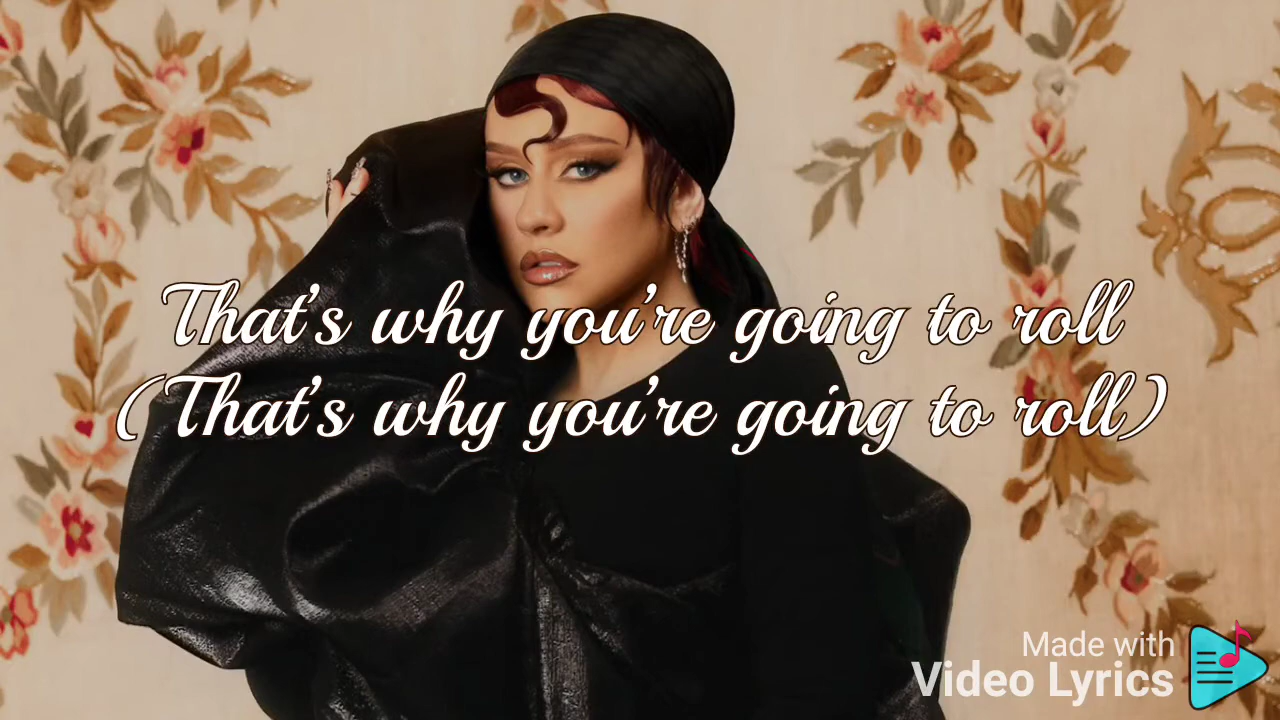 That's why you're going to roll
(That's why you're going to roll)
Made with
Video Lyrics